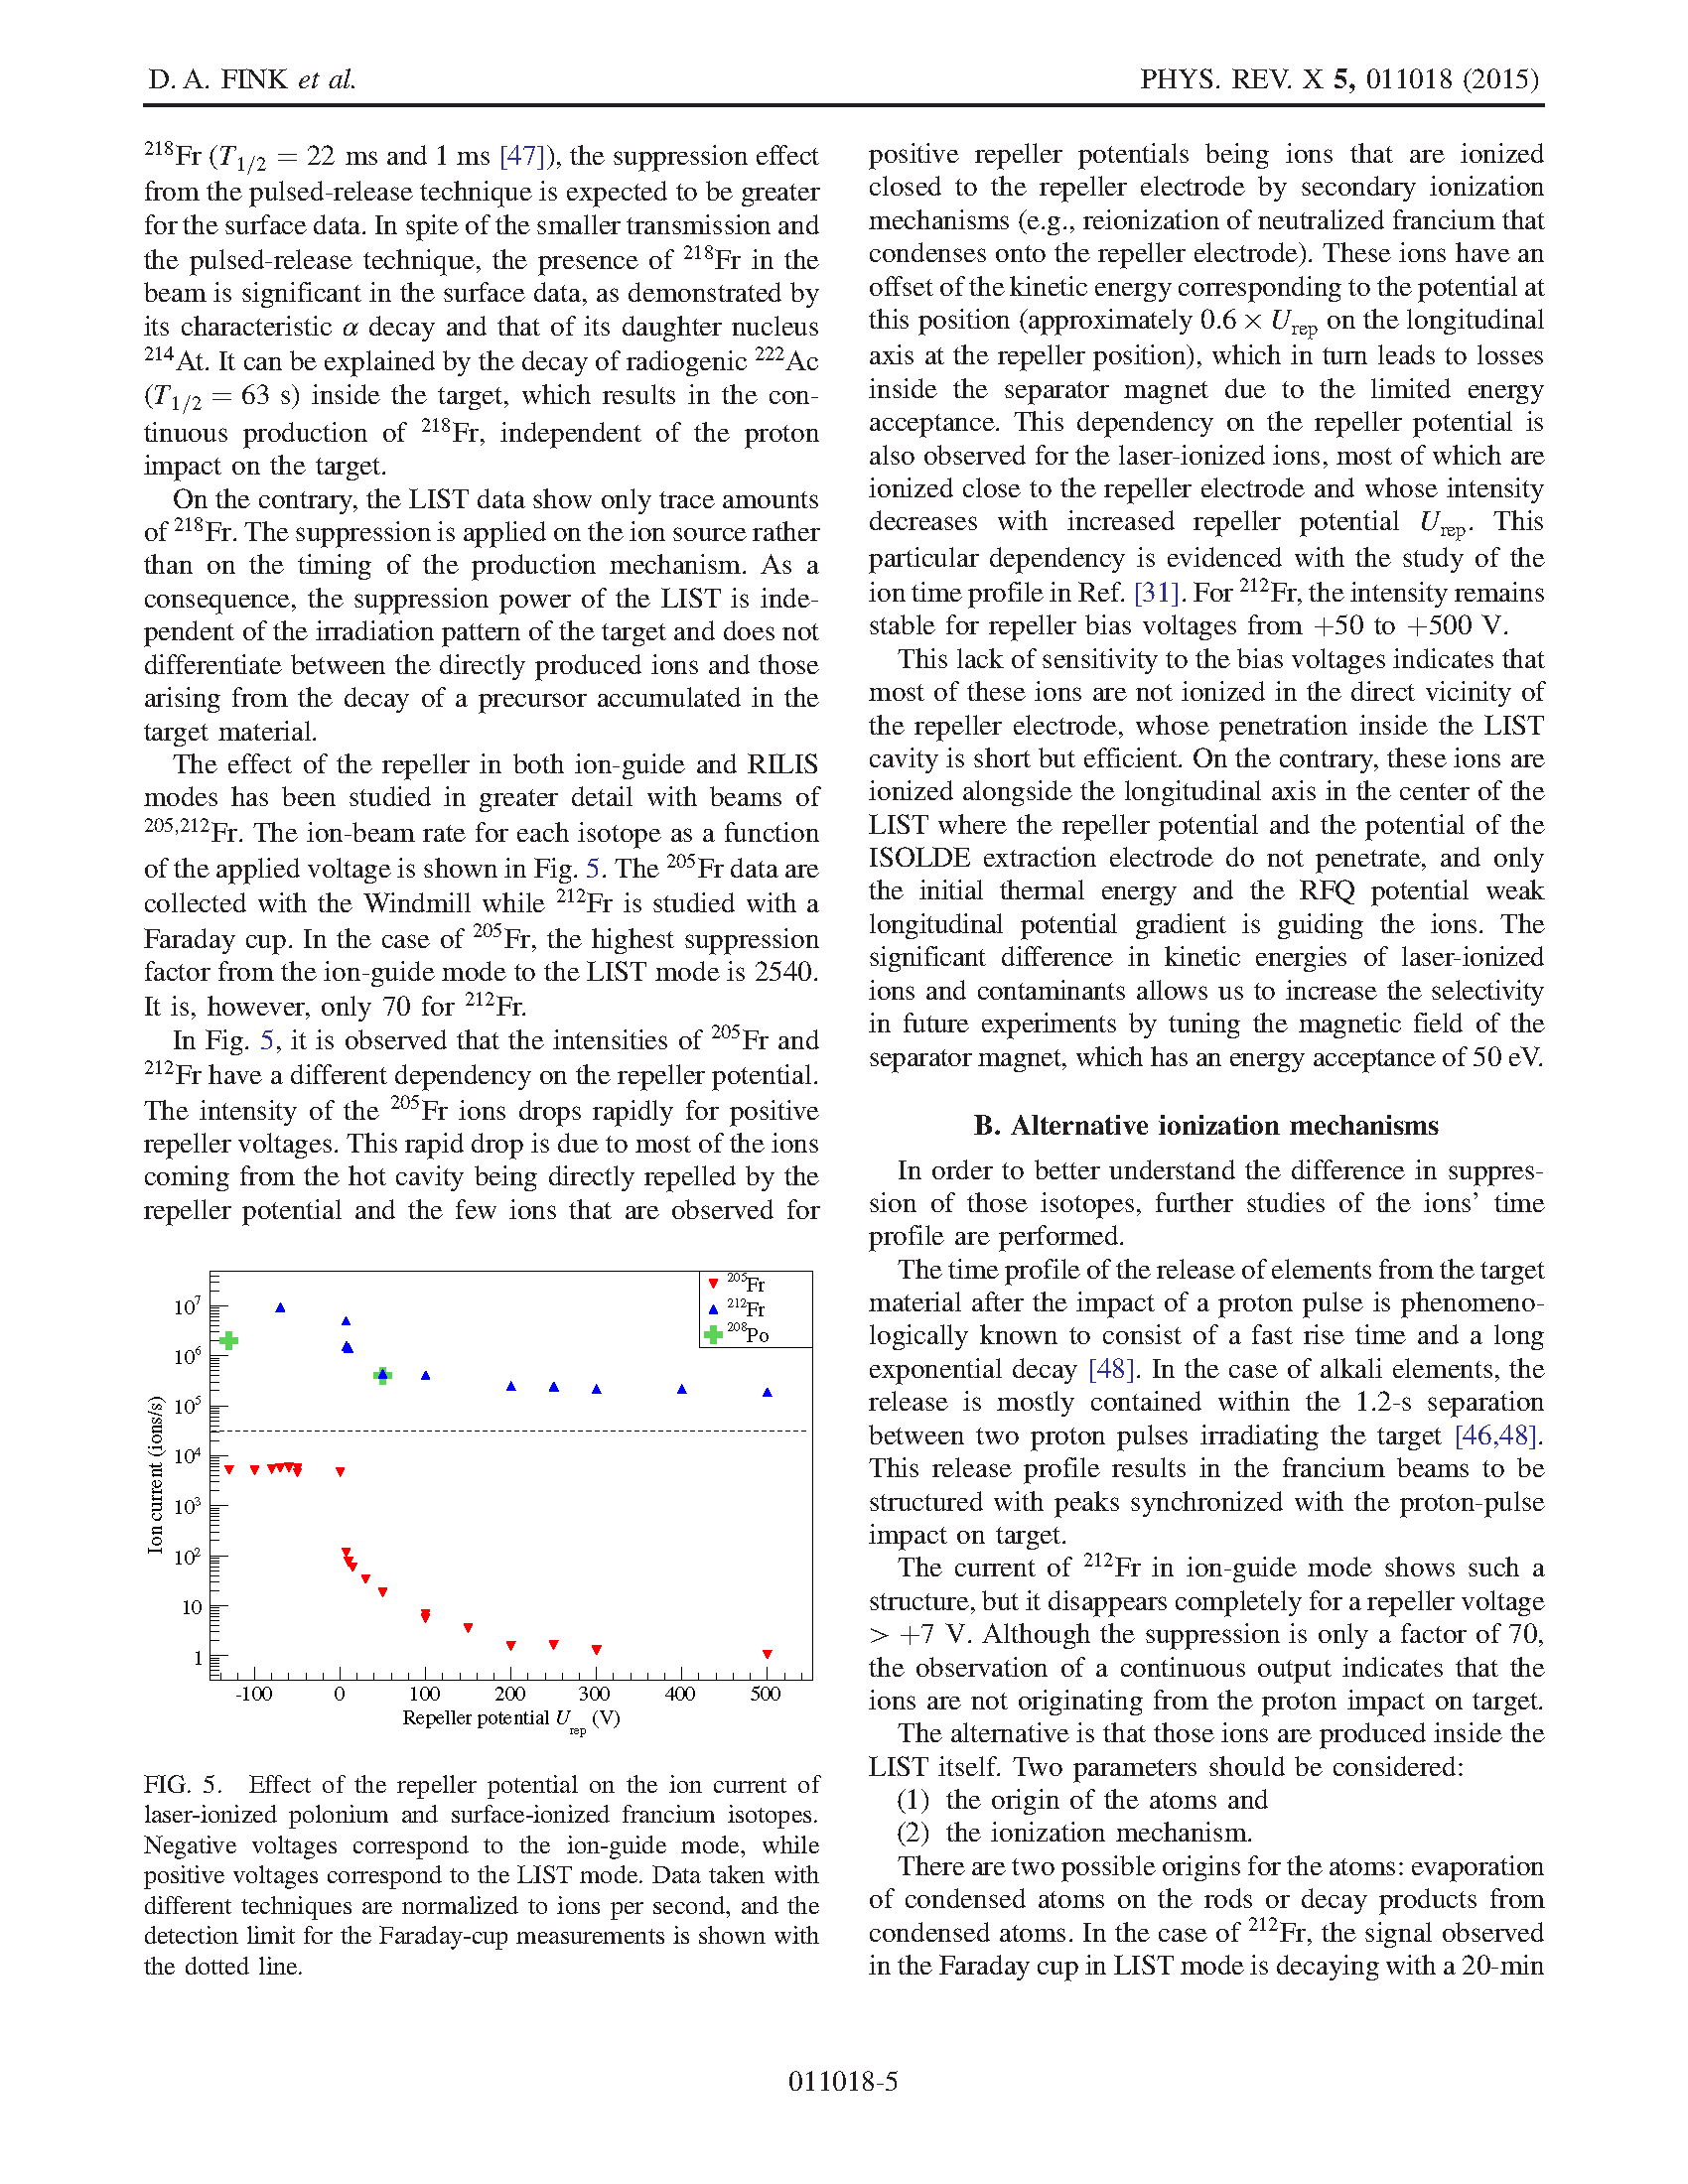 D. A. FINK et al.
PHYS. REV. X 5, 011018 (2015)
²¹⁸Fr (T₁/₂ = 22 ms and 1 ms [47]), the suppression effect
from the pulsed-release technique is expected to be greater
for the surface data. In spite of the smaller transmission and
the pulsed-release technique, the presence of ²¹⁸Fr in the
beam is significant in the surface data, as demonstrated by
its characteristic α decay and that of its daughter nucleus
²¹⁴At. It can be explained by the decay of radiogenic ²²²Ac
(T₁/₂ = 63 s) inside the target, which results in the con-
tinuous production of ²¹⁸Fr, independent of the proton
impact on the target.
On the contrary, the LIST data show only trace amounts
of ²¹⁸Fr. The suppression is applied on the ion source rather
than on the timing of the production mechanism. As a
consequence, the suppression power of the LIST is inde-
pendent of the irradiation pattern of the target and does not
differentiate between the directly produced ions and those
arising from the decay of a precursor accumulated in the
target material.
The effect of the repeller in both ion-guide and RILIS
modes has been studied in greater detail with beams of
²⁰⁵,²¹²Fr. The ion-beam rate for each isotope as a function
of the applied voltage is shown in Fig. 5. The ²⁰⁵Fr data are
collected with the Windmill while ²¹²Fr is studied with a
Faraday cup. In the case of ²⁰⁵Fr, the highest suppression
factor from the ion-guide mode to the LIST mode is 2540.
It is, however, only 70 for ²¹²Fr.
In Fig. 5, it is observed that the intensities of ²⁰⁵Fr and
²¹²Fr have a different dependency on the repeller potential.
The intensity of the ²⁰⁵Fr ions drops rapidly for positive
repeller voltages. This rapid drop is due to most of the ions
coming from the hot cavity being directly repelled by the
repeller potential and the few ions that are observed for
²⁰⁵Fr
²¹²Fr
²⁰⁸Po
10⁷
10⁶
10⁵
10⁴
10³
10²
10
1
Ion current (ions/s)
-100 0 100 200 300 400 500
Repeller potential U_rep (V)
FIG. 5. Effect of the repeller potential on the ion current of
laser-ionized polonium and surface-ionized francium isotopes.
Negative voltages correspond to the ion-guide mode, while
positive voltages correspond to the LIST mode. Data taken with
different techniques are normalized to ions per second, and the
detection limit for the Faraday-cup measurements is shown with
the dotted line.
positive repeller potentials being ions that are ionized
closed to the repeller electrode by secondary ionization
mechanisms (e.g., reionization of neutralized francium that
condenses onto the repeller electrode). These ions have an
offset of the kinetic energy corresponding to the potential at
this position (approximately 0.6 × U_rep on the longitudinal
axis at the repeller position), which in turn leads to losses
inside the separator magnet due to the limited energy
acceptance. This dependency on the repeller potential is
also observed for the laser-ionized ions, most of which are
ionized close to the repeller electrode and whose intensity
decreases with increased repeller potential U_rep. This
particular dependency is evidenced with the study of the
ion time profile in Ref. [31]. For ²¹²Fr, the intensity remains
stable for repeller bias voltages from +50 to +500 V.
This lack of sensitivity to the bias voltages indicates that
most of these ions are not ionized in the direct vicinity of
the repeller electrode, whose penetration inside the LIST
cavity is short but efficient. On the contrary, these ions are
ionized alongside the longitudinal axis in the center of the
LIST where the repeller potential and the potential of the
ISOLDE extraction electrode do not penetrate, and only
the initial thermal energy and the RFQ potential weak
longitudinal potential gradient is guiding the ions. The
significant difference in kinetic energies of laser-ionized
ions and contaminants allows us to increase the selectivity
in future experiments by tuning the magnetic field of the
separator magnet, which has an energy acceptance of 50 eV.
B. Alternative ionization mechanisms
In order to better understand the difference in suppres-
sion of those isotopes, further studies of the ions' time
profile are performed.
The time profile of the release of elements from the target
material after the impact of a proton pulse is phenomeno-
logically known to consist of a fast rise time and a long
exponential decay [48]. In the case of alkali elements, the
release is mostly contained within the 1.2-s separation
between two proton pulses irradiating the target [46,48].
This release profile results in the francium beams to be
structured with peaks synchronized with the proton-pulse
impact on target.
The current of ²¹²Fr in ion-guide mode shows such a
structure, but it disappears completely for a repeller voltage
> +7 V. Although the suppression is only a factor of 70,
the observation of a continuous output indicates that the
ions are not originating from the proton impact on target.
The alternative is that those ions are produced inside the
LIST itself. Two parameters should be considered:
(1) the origin of the atoms and
(2) the ionization mechanism.
There are two possible origins for the atoms: evaporation
of condensed atoms on the rods or decay products from
condensed atoms. In the case of ²¹²Fr, the signal observed
in the Faraday cup in LIST mode is decaying with a 20-min
011018-5